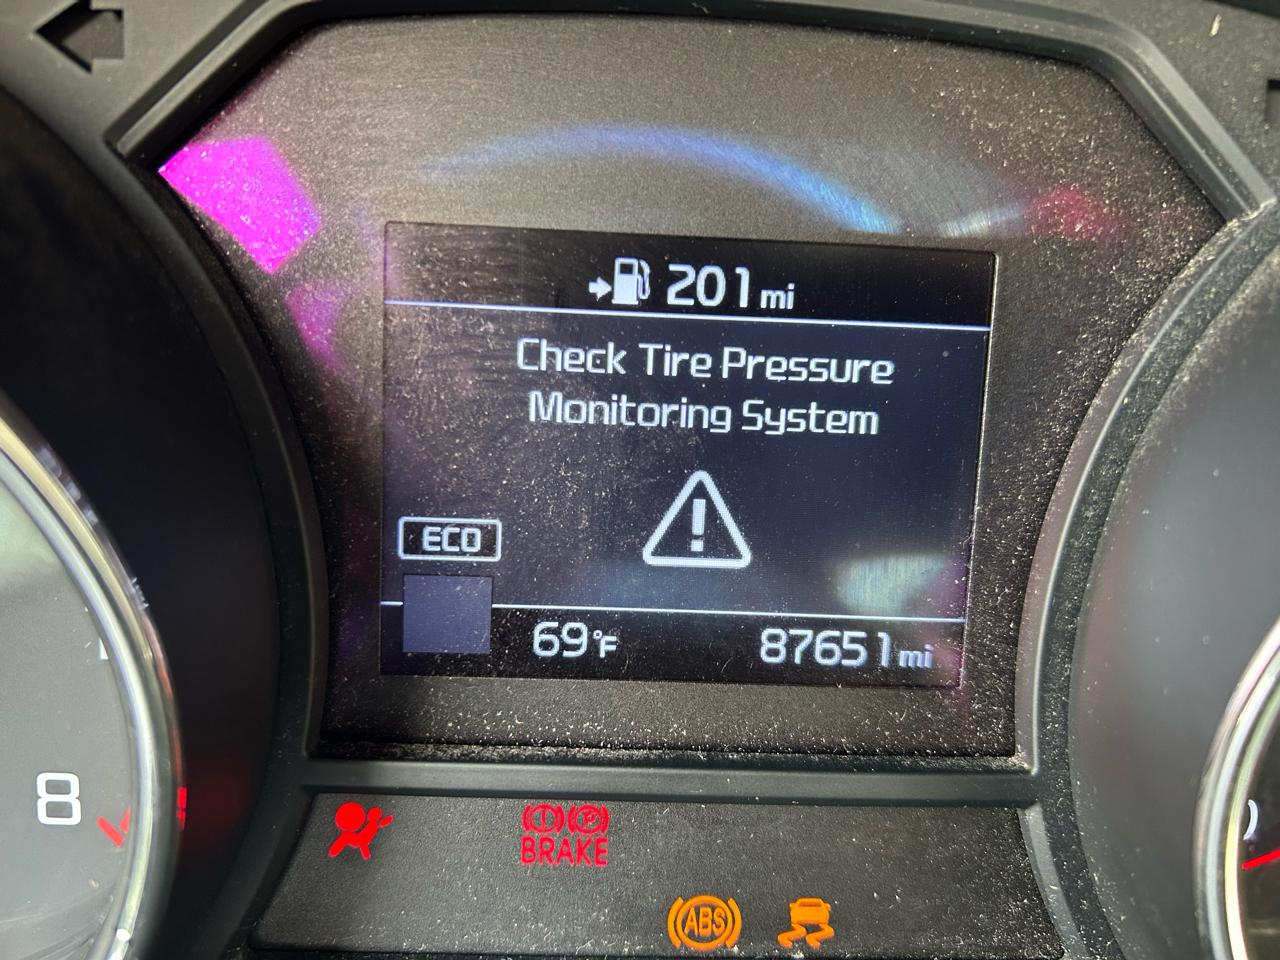 201 mi
Check Tire Pressure
Monitoring System
ECO
69°F 87651 mi
8
(!) (P)
BRAKE
ABS